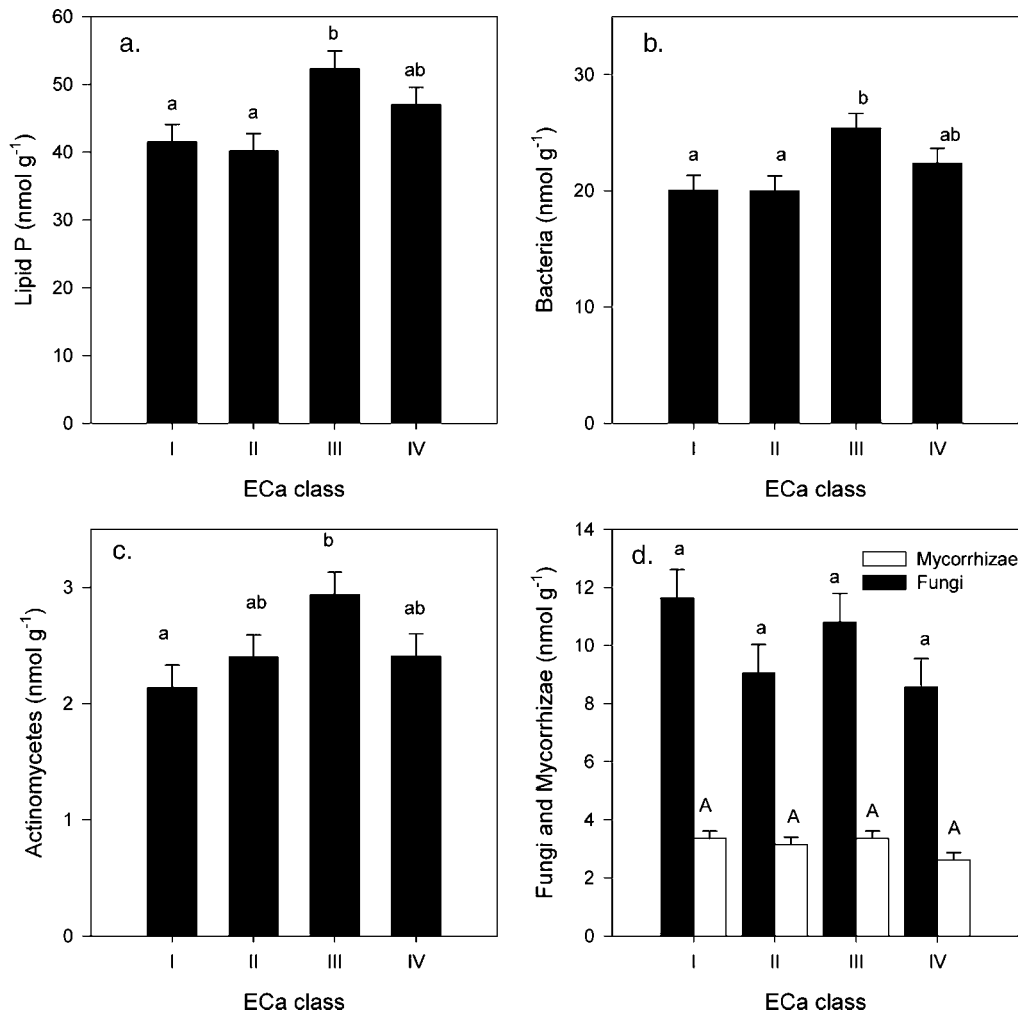 a.
Lipid P (nmol g-1)
60
50
40
30
20
10
0
a
a
b
ab
I II III IV
ECa class
b.
Bacteria (nmol g-1)
30
20
10
0
a
a
b
ab
I II III IV
ECa class
c.
Actinomycetes (nmol g-1)
3
2
1
0
a
ab
b
ab
I II III IV
ECa class
d.
Mycorrhizae
Fungi
Fungi and Mycorrhizae (nmol g-1)
14
12
10
8
6
4
2
0
a
a
a
a
A
A
A
A
I II III IV
ECa class